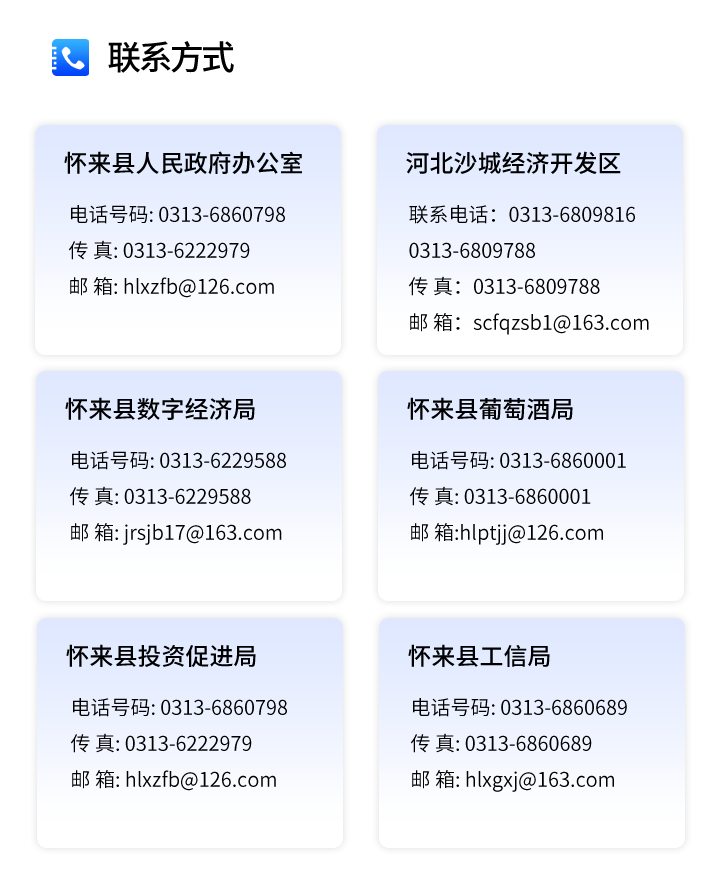 联系方式
怀来县人民政府办公室
电话号码: 0313-6860798
传 真: 0313-6222979
邮 箱: hlxzfb@126.com
河北沙城经济开发区
联系电话：0313-6809816
0313-6809788
传 真：0313-6809788
邮 箱：scfqzsb1@163.com
怀来县数字经济局
电话号码: 0313-6229588
传 真: 0313-6229588
邮 箱: jrsjb17@163.com
怀来县葡萄酒局
电话号码: 0313-6860001
传 真: 0313-6860001
邮 箱:hlptjj@126.com
怀来县投资促进局
电话号码: 0313-6860798
传 真: 0313-6222979
邮 箱: hlxzfb@126.com
怀来县工信局
电话号码: 0313-6860689
传 真: 0313-6860689
邮 箱: hlxgxj@163.com